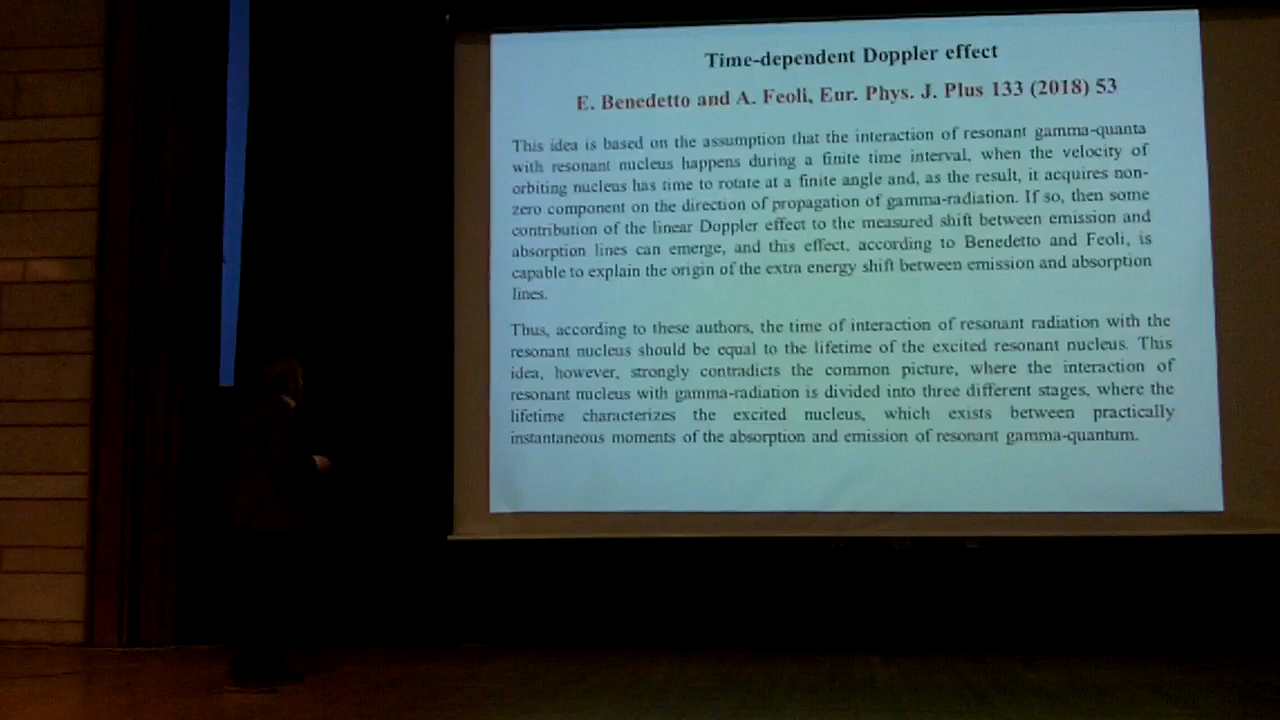 Time-dependent Doppler effect
E. Benedetto and A. Feoli, Eur. Phys. J. Plus 133 (2018) 53
This idea is based on the assumption that the interaction of resonant gamma-quanta
with resonant nucleus happens during a finite time interval, when the velocity of
orbiting nucleus has time to rotate at a finite angle and, as the result, it acquires non-
zero component on the direction of propagation of gamma-radiation. If so, then some
contribution of the linear Doppler effect to the measured shift between emission and
absorption lines can emerge, and this effect, according to Benedetto and Feoli, is
capable to explain the origin of the extra energy shift between emission and absorption
lines.
Thus, according to these authors, the time of interaction of resonant radiation with the
resonant nucleus should be equal to the lifetime of the excited resonant nucleus. This
idea, however, strongly contradicts the common picture, where the interaction of
resonant nucleus with gamma-radiation is divided into three different stages, where the
lifetime characterizes the excited nucleus, which exists between practically
instantaneous moments of the absorption and emission of resonant gamma-quantum.